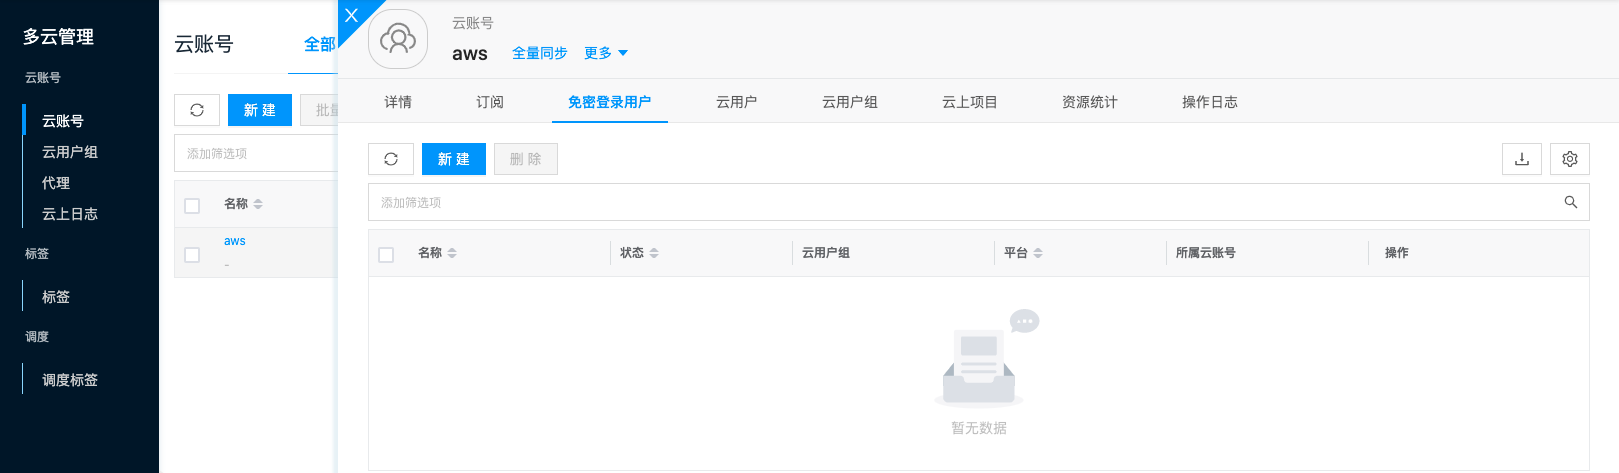 多云管理
云账号
云账号
云用户组
代理
云上日志
标签
标签
调度
调度标签
云账号 全部
新建
添加筛选项
名称
aws
-
X
云账号
aws 全量同步 更多
详情 订阅 免密登录用户 云用户 云用户组 云上项目 资源统计 操作日志
新建 删除
添加筛选项
名称 状态 云用户组 平台 所属云账号 操作
暂无数据